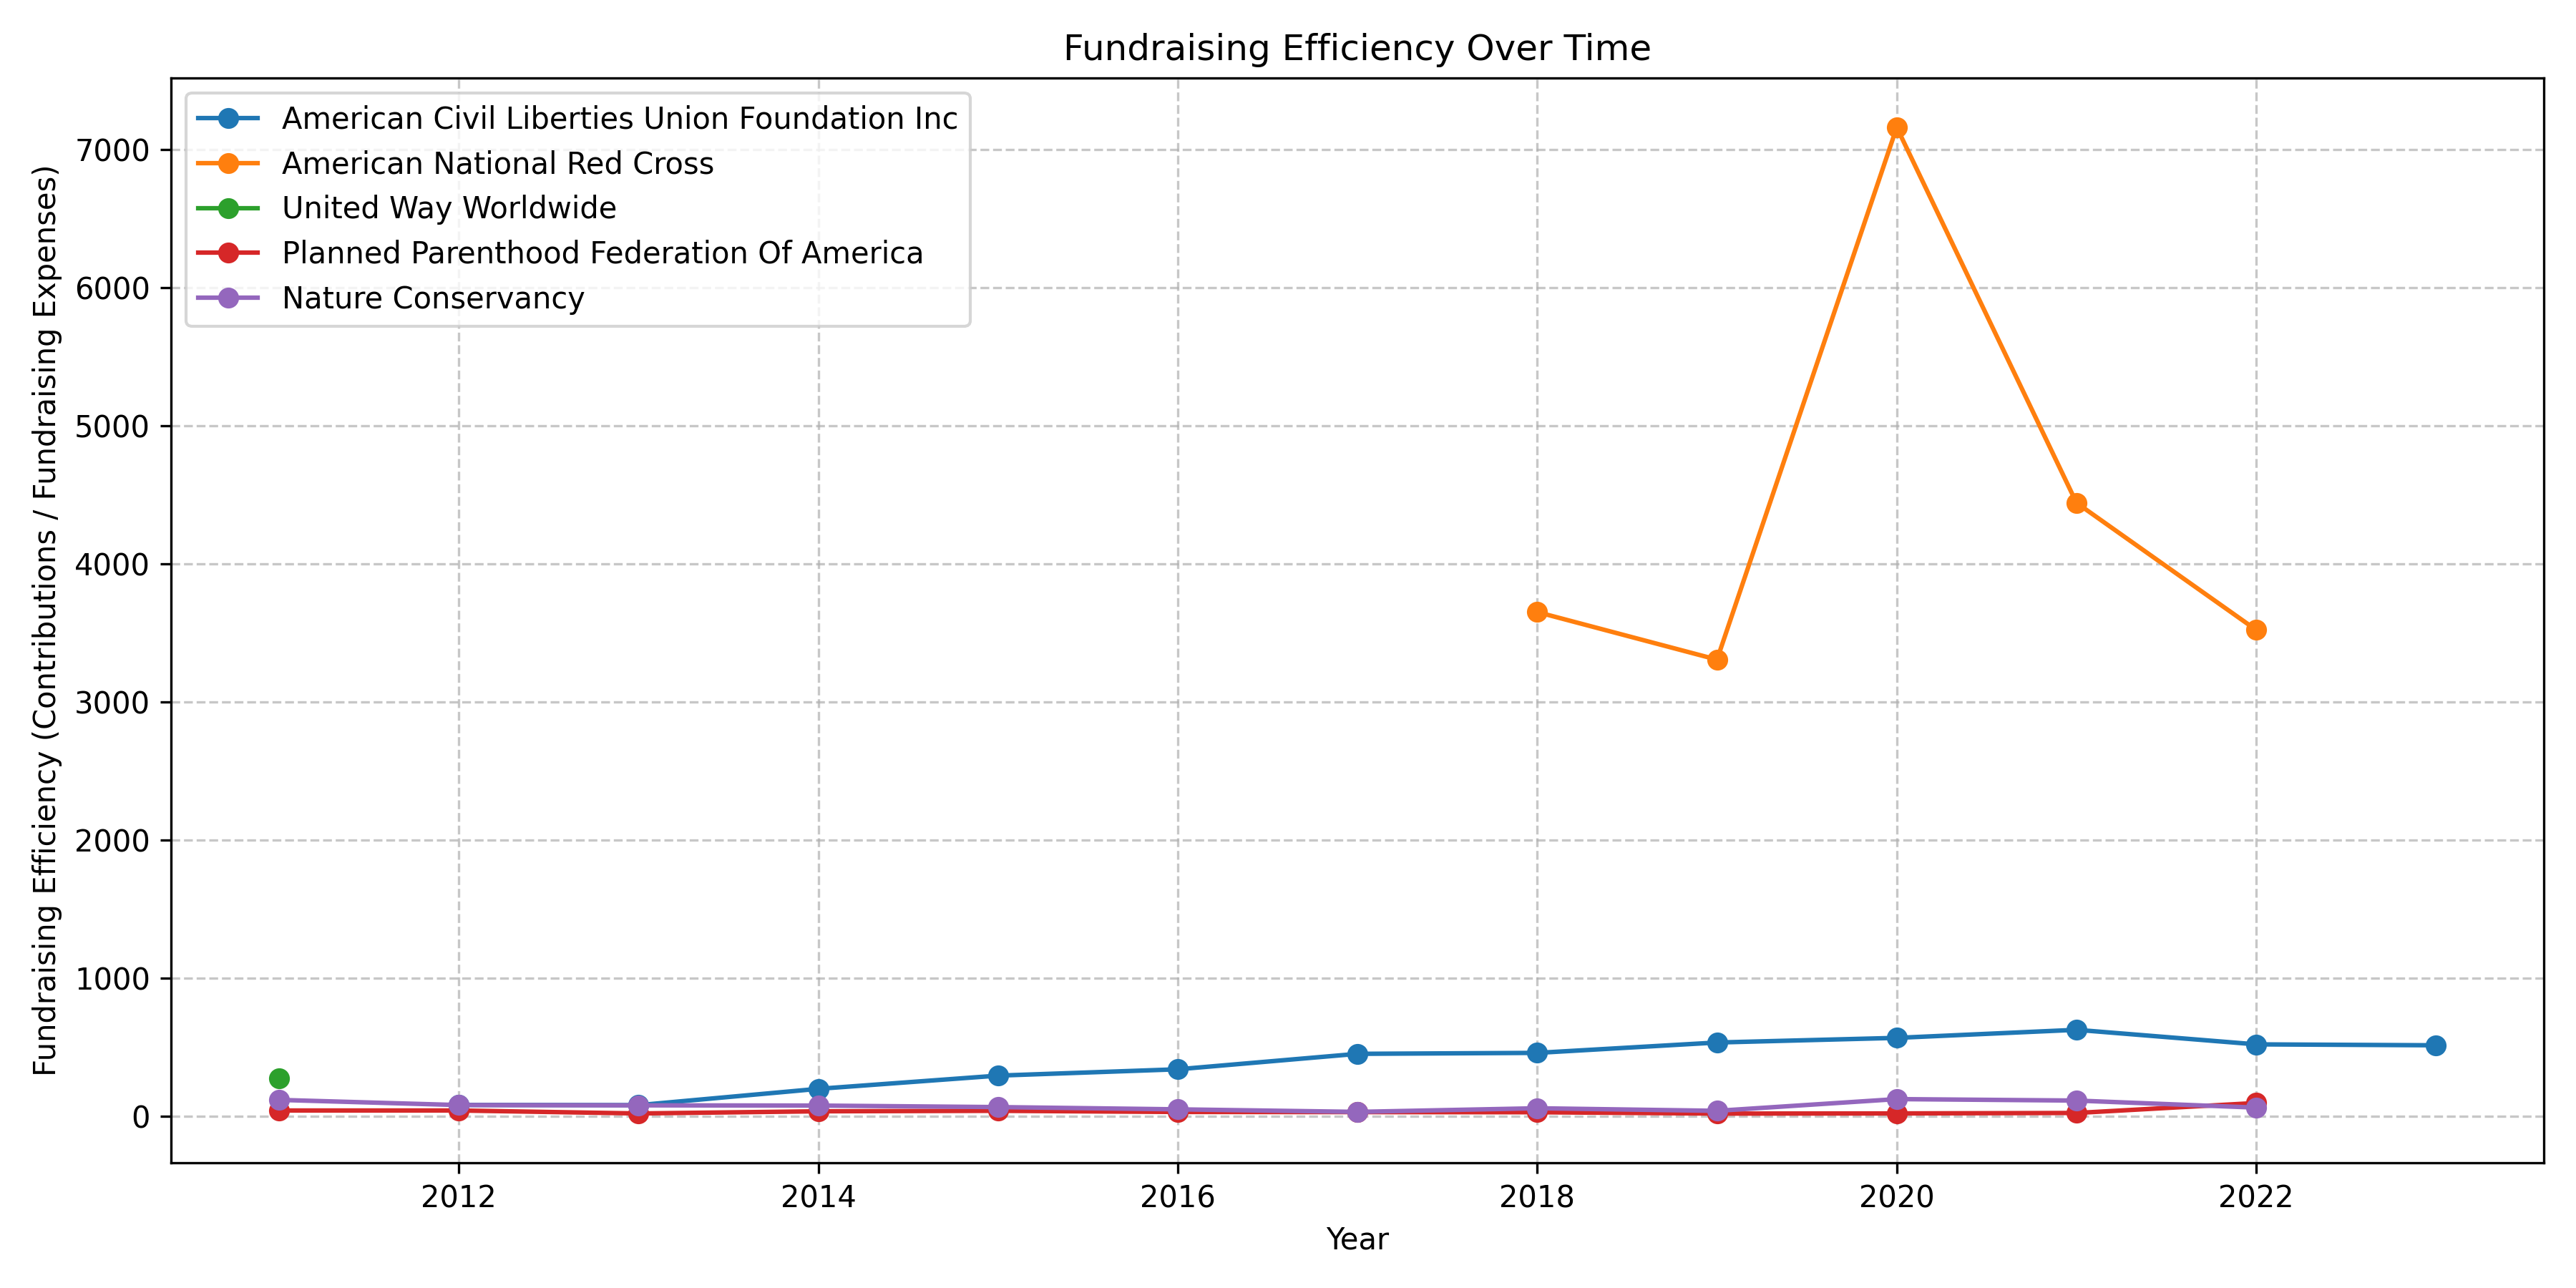 Fundraising Efficiency Over Time
American Civil Liberties Union Foundation Inc
American National Red Cross
United Way Worldwide
Planned Parenthood Federation Of America
Nature Conservancy
Fundraising Efficiency (Contributions / Fundraising Expenses)
7000
6000
5000
4000
3000
2000
1000
0
2012 2014 2016 2018 2020 2022
Year